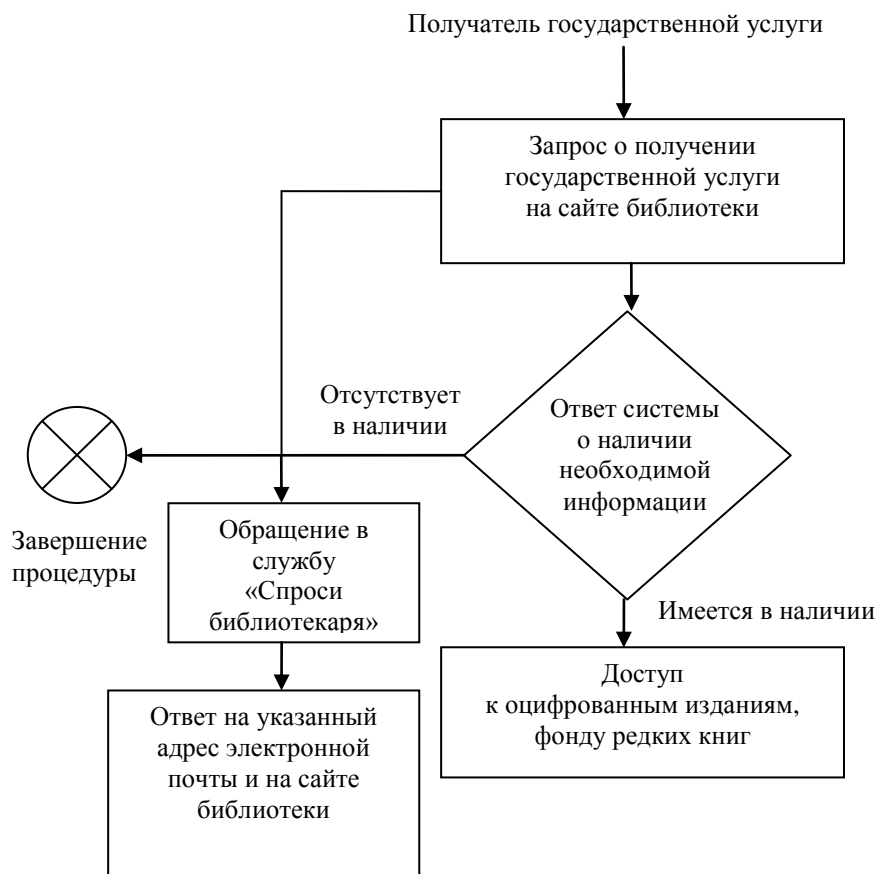 Получатель государственной услуги
Запрос о получении
государственной услуги
на сайте библиотеки
Отсутствует
в наличии
Ответ системы
о наличии
необходимой
информации
Завершение
процедуры
Обращение в
службу
«Спроси
библиотекаря»
Имеется в наличии
Доступ
к оцифрованным изданиям,
фонду редких книг
Ответ на указанный
адрес электронной
почты и на сайте
библиотеки